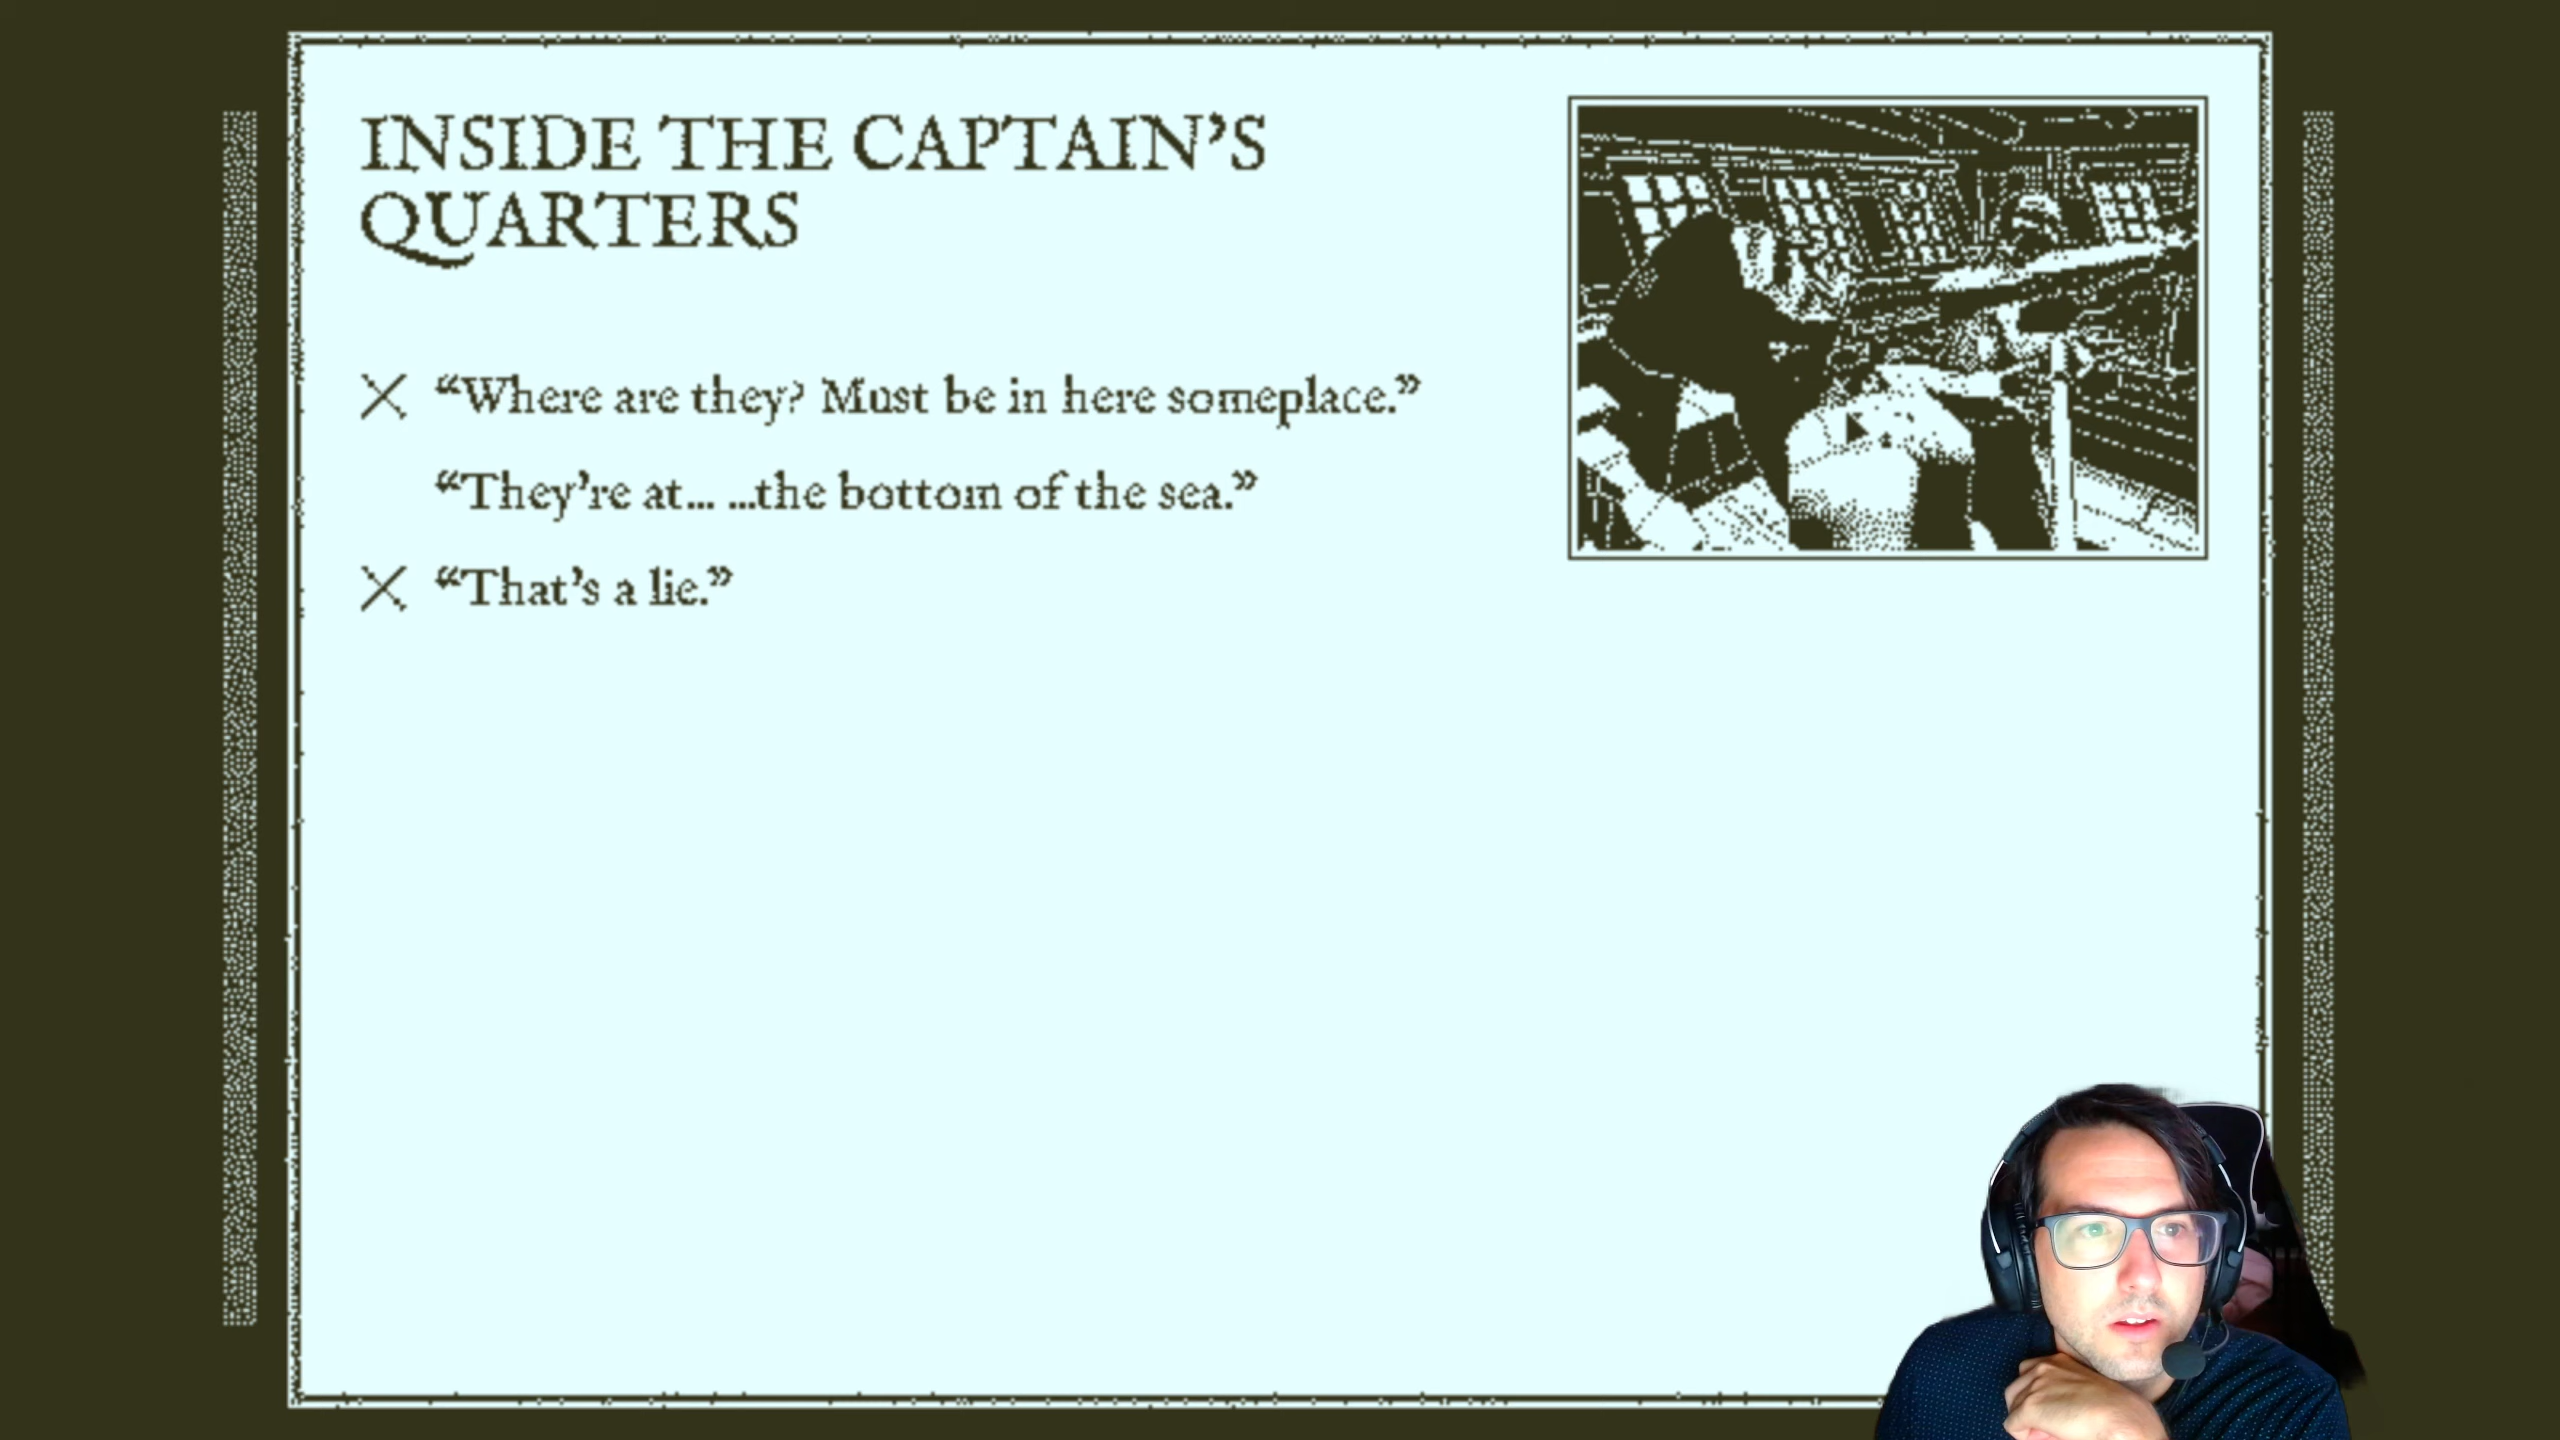 INSIDE THE CAPTAIN’S
QUARTERS
“Where are they? Must be in here someplace.”
“They’re at... ...the bottom of the sea.”
“That’s a lie.”